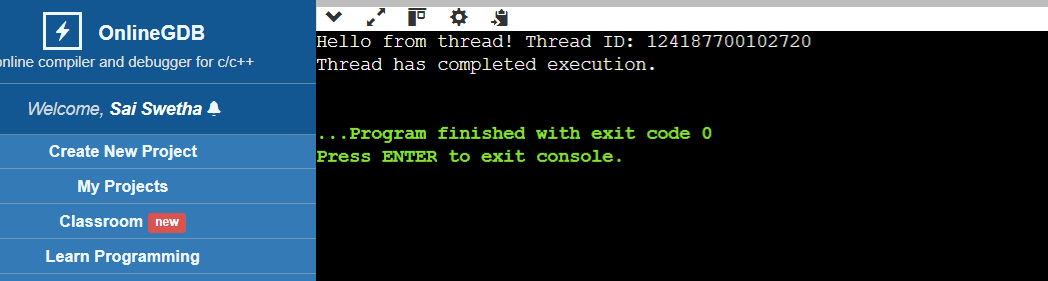 OnlineGDB
online compiler and debugger for c/c++
Welcome, Sai Swetha
Create New Project
My Projects
Classroom new
Learn Programming
Hello from thread! Thread ID: 124187700102720
Thread has completed execution.
...Program finished with exit code 0
Press ENTER to exit console.